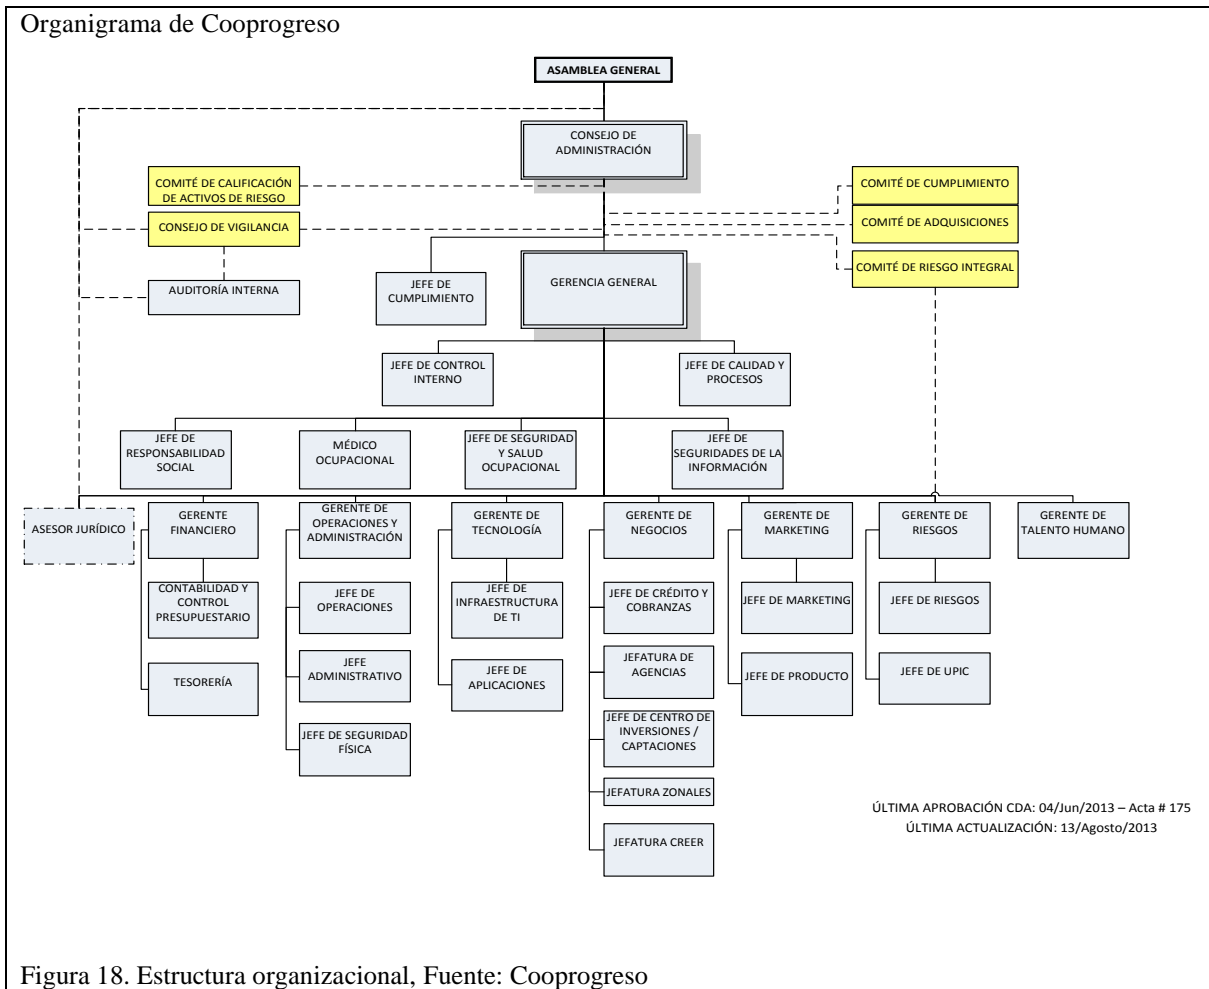 Organigrama de Cooprogreso
ASAMBLEA GENERAL
CONSEJO DE
ADMINISTRACIÓN
COMITÉ DE CALIFICACIÓN
DE ACTIVOS DE RIESGO
COMITÉ DE CUMPLIMIENTO
CONSEJO DE VIGILANCIA
COMITÉ DE ADQUISICIONES
COMITÉ DE RIESGO INTEGRAL
AUDITORÍA INTERNA
JEFE DE
CUMPLIMIENTO
GERENCIA GENERAL
JEFE DE CONTROL
INTERNO
JEFE DE CALIDAD Y
PROCESOS
JEFE DE
RESPONSABILIDAD
SOCIAL
MÉDICO
OCUPACIONAL
JEFE DE SEGURIDAD
Y SALUD
OCUPACIONAL
JEFE DE
SEGURIDADES DE LA
INFORMACIÓN
ASESOR JURÍDICO
GERENTE
FINANCIERO
GERENTE DE
OPERACIONES Y
ADMINISTRACIÓN
GERENTE DE
TECNOLOGÍA
GERENTE DE
NEGOCIOS
GERENTE DE
MARKETING
GERENTE DE
RIESGOS
GERENTE DE
TALENTO HUMANO
CONTABILIDAD Y
CONTROL
PRESUPUESTARIO
JEFE DE
OPERACIONES
JEFE DE
INFRAESTRUCTURA
DE TI
JEFE DE CRÉDITO Y
COBRANZAS
JEFE DE MARKETING
JEFE DE RIESGOS
TESORERÍA
JEFE
ADMINISTRATIVO
JEFE DE
APLICACIONES
JEFATURA DE
AGENCIAS
JEFE DE PRODUCTO
JEFE DE UPIC
JEFE DE SEGURIDAD
FÍSICA
JEFE DE CENTRO DE
INVERSIONES /
CAPTACIONES
JEFATURA ZONALES
JEFATURA CREER
ÚLTIMA APROBACIÓN CDA: 04/Jun/2013 – Acta # 175
ÚLTIMA ACTUALIZACIÓN: 13/Agosto/2013
Figura 18. Estructura organizacional, Fuente: Cooprogreso